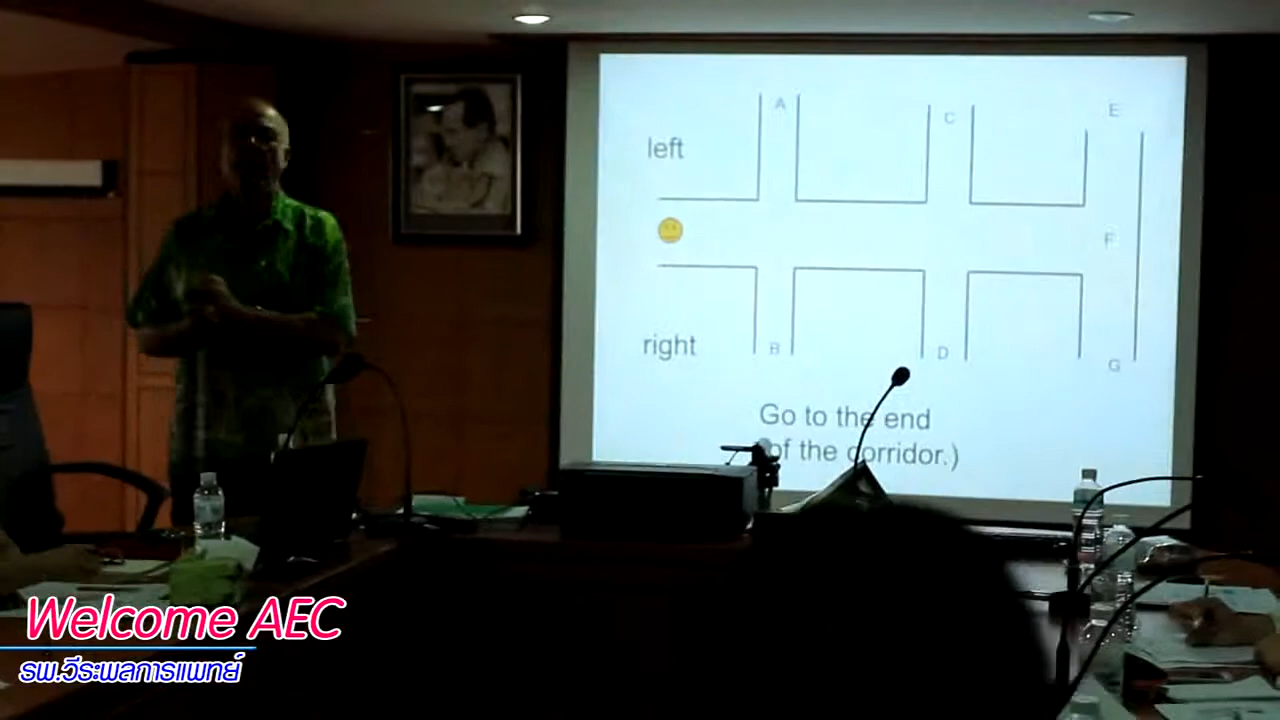 A
C
E
left
F
right
B
D
G
Go to the end
of the corridor.)
Welcome AEC
รพ.วีระพลการแพทย์